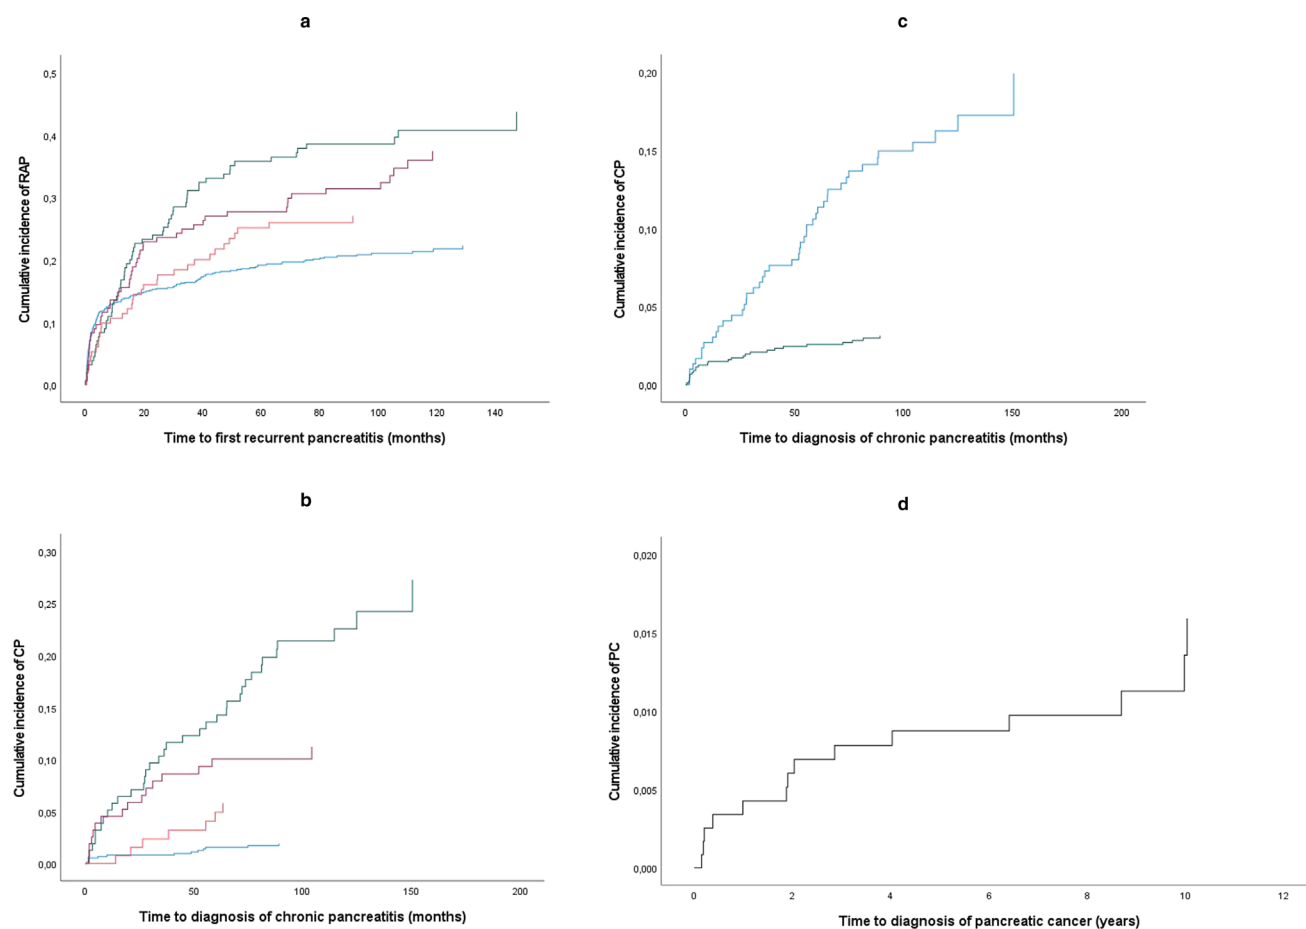 a
0,5
0,4
0,3
0,2
0,1
0,0
Cumulative incidence of RAP
0 20 40 60 80 100 120 140
Time to first recurrent pancreatitis (months)
c
0,20
0,15
0,10
0,05
0,00
Cumulative incidence of CP
0 50 100 150 200
Time to diagnosis of chronic pancreatitis (months)
b
0,30
0,25
0,20
0,15
0,10
0,05
0,00
Cumulative incidence of CP
0 50 100 150 200
Time to diagnosis of chronic pancreatitis (months)
d
0,020
0,015
0,010
0,005
0,000
Cumulative incidence of PC
0 2 4 6 8 10 12
Time to diagnosis of pancreatic cancer (years)